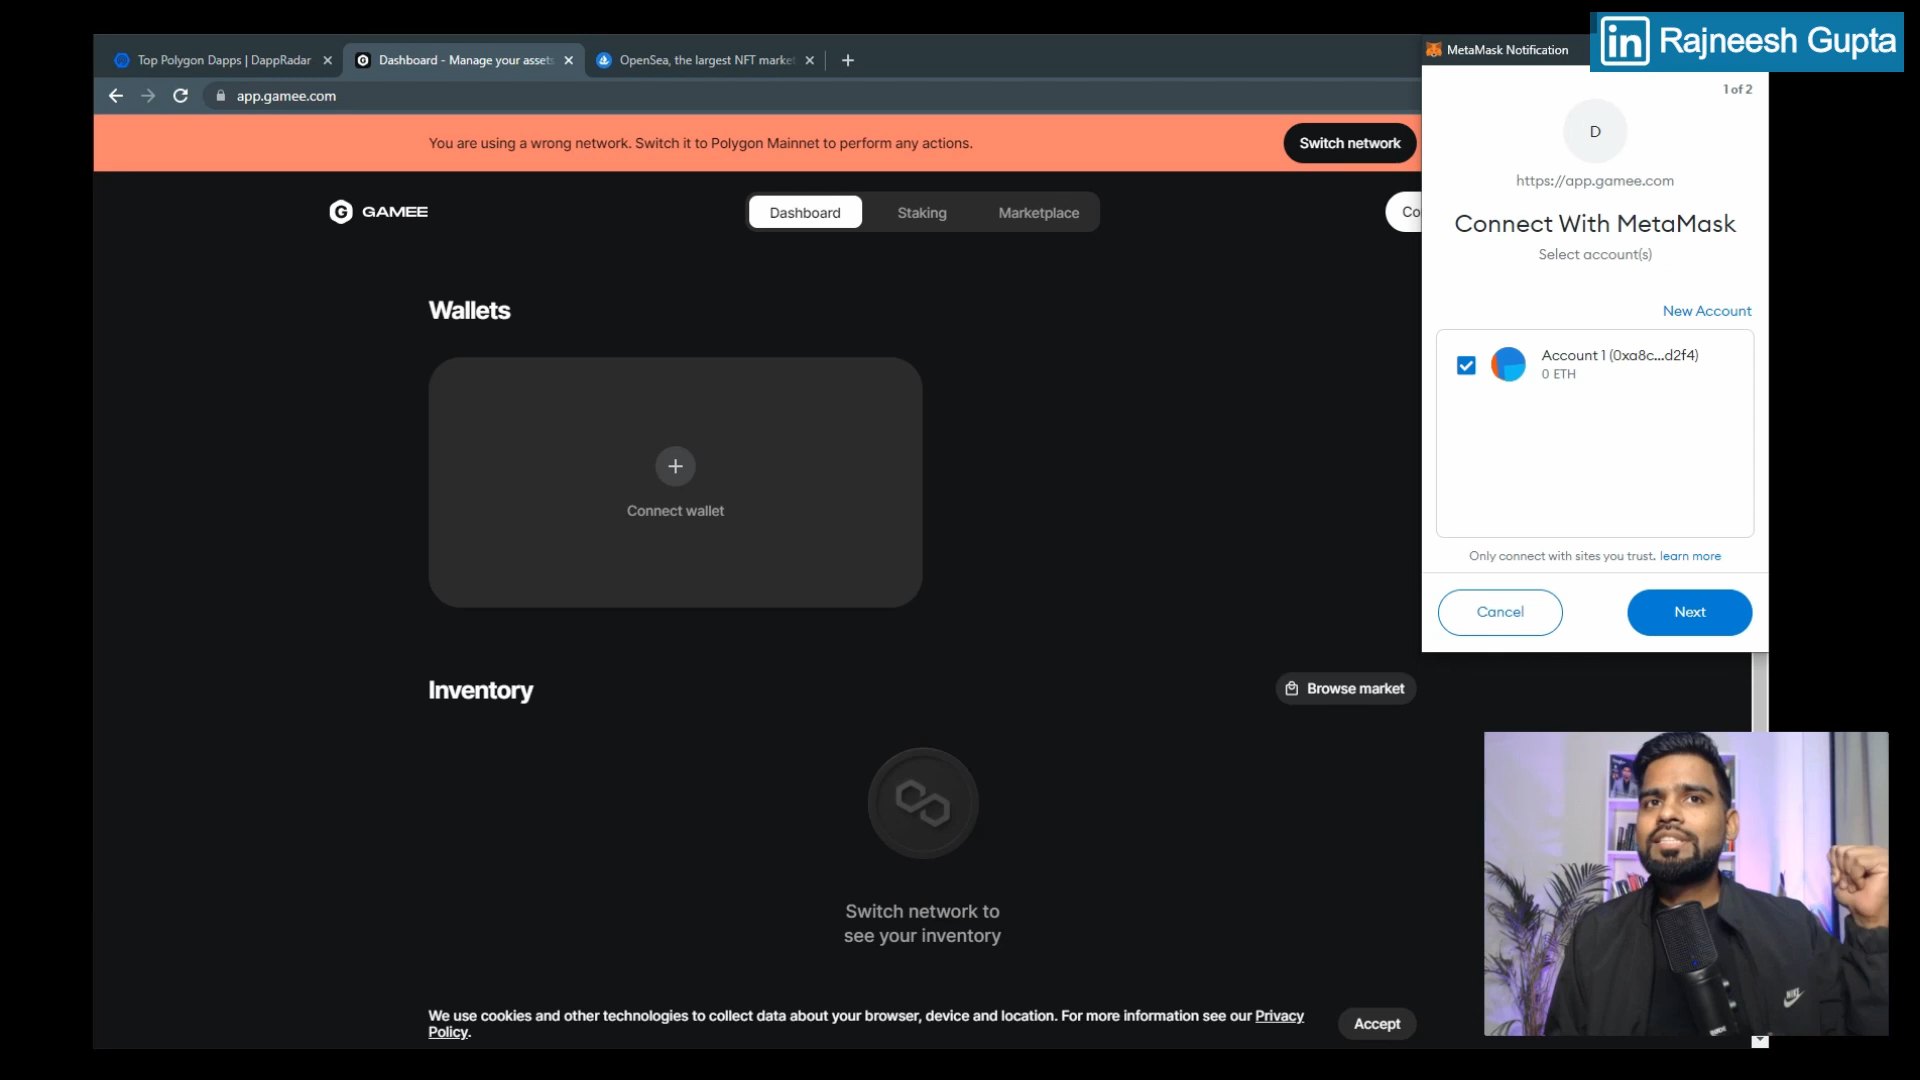 in Rajneesh Gupta
Top Polygon Dapps | DappRadar
Dashboard - Manage your assets
OpenSea, the largest NFT market
MetaMask Notification
app.gamee.com
1 of 2
D
https://app.gamee.com
Connect With MetaMask
Select account(s)
New Account
Account 1 (0xa8c...d2f4)
0 ETH
Only connect with sites you trust. learn more
Cancel
Next
You are using a wrong network. Switch it to Polygon Mainnet to perform any actions.
Switch network
GAMEE
Dashboard
Staking
Marketplace
Co
Wallets
Connect wallet
Inventory
Browse market
Switch network to
see your inventory
We use cookies and other technologies to collect data about your browser, device and location. For more information see our Privacy
Policy.
Accept
NIKE